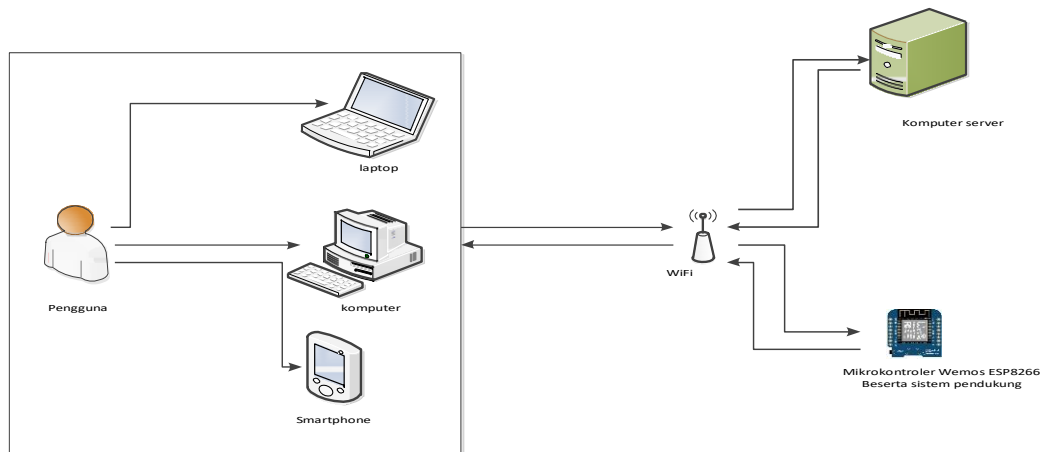 Komputer server
laptop
WiFi
Pengguna
komputer
Mikrokontroler Wemos ESP8266
Beserta sistem pendukung
Smartphone